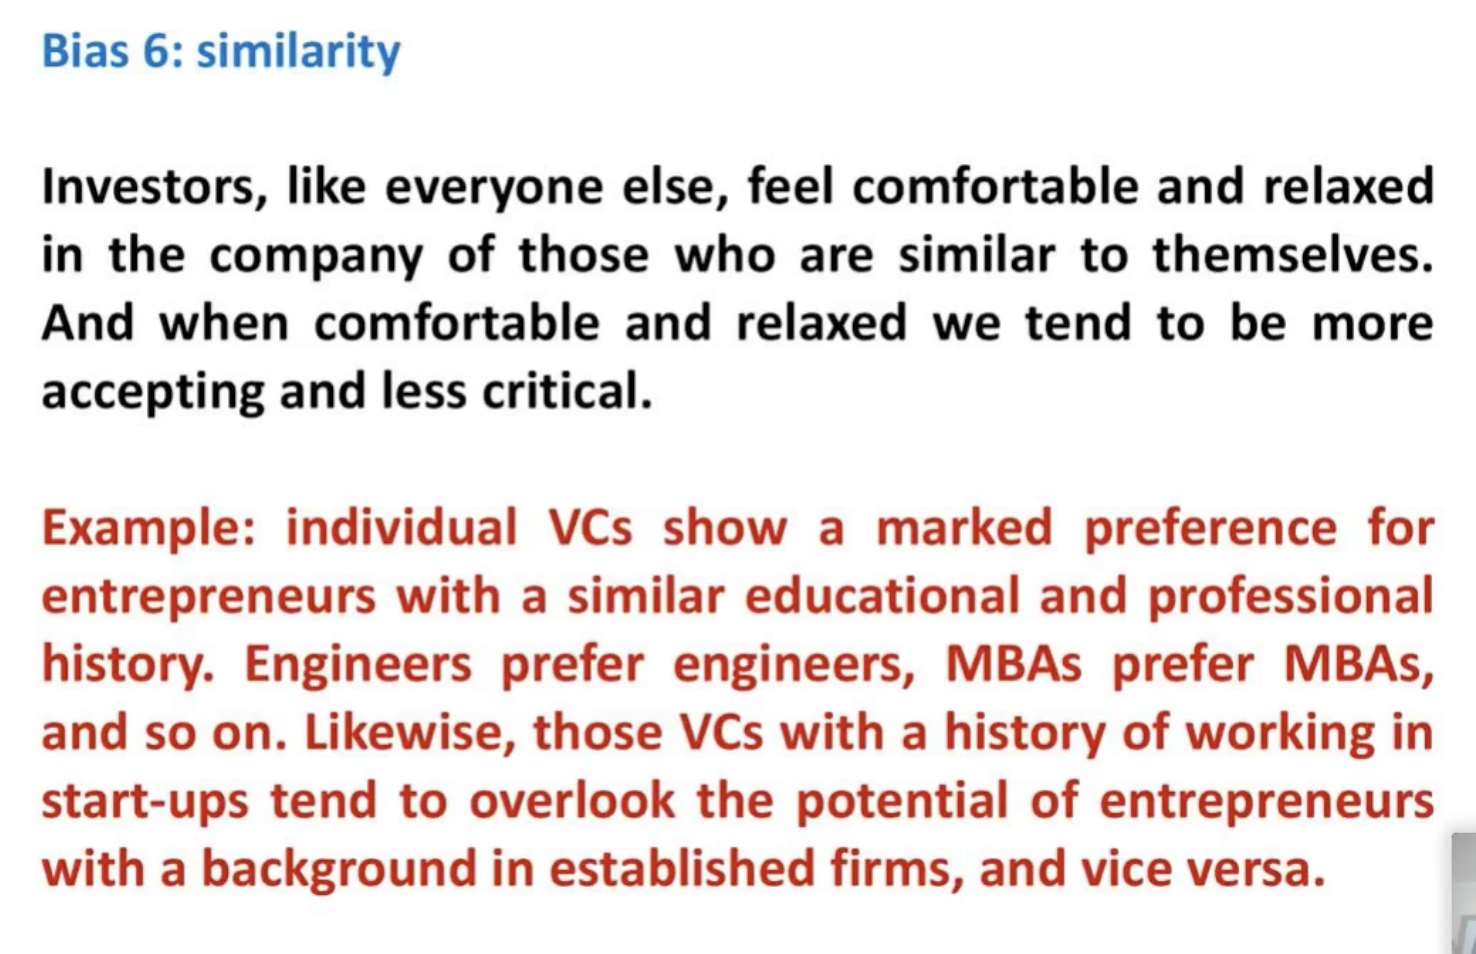 Bias 6: similarity
Investors, like everyone else, feel comfortable and relaxed
in the company of those who are similar to themselves.
And when comfortable and relaxed we tend to be more
accepting and less critical.
Example: individual VCs show a marked preference for
entrepreneurs with a similar educational and professional
history. Engineers prefer engineers, MBAs prefer MBAs,
and so on. Likewise, those VCs with a history of working in
start-ups tend to overlook the potential of entrepreneurs
with a background in established firms, and vice versa.